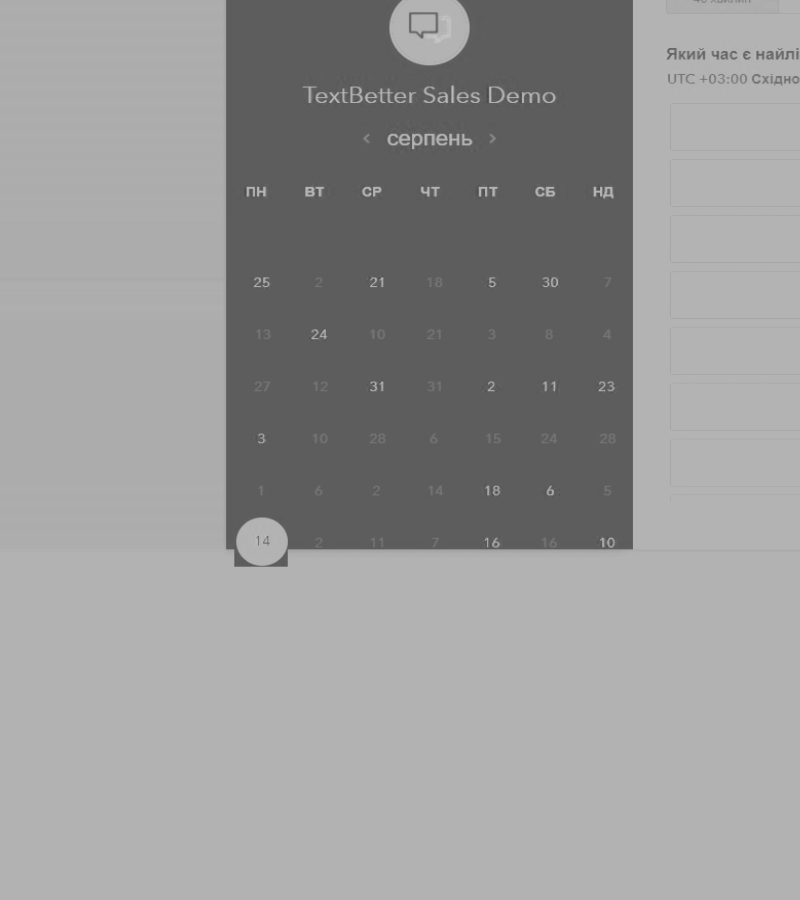 TextBetter Sales Demo
< серпень >
ПН ВТ СР ЧТ ПТ СБ НД
25 2 21 18 5 30 7
13 24 10 21 3 8 4
27 12 31 31 2 11 23
3 10 28 6 15 24 28
1 6 2 14 18 6 5
14 2 11 7 16 16 10
Який час є найлі
UTC +03:00 Східно